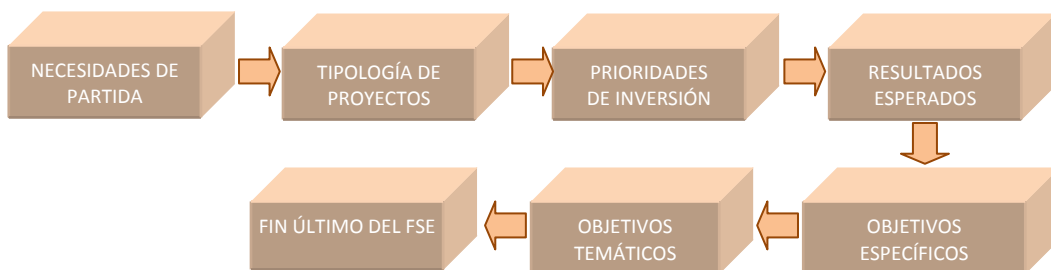 NECESIDADES DE
PARTIDA
TIPOLOGÍA DE
PROYECTOS
PRIORIDADES
DE INVERSIÓN
RESULTADOS
ESPERADOS
OBJETIVOS
ESPECÍFICOS
OBJETIVOS
TEMÁTICOS
FIN ÚLTIMO DEL FSE